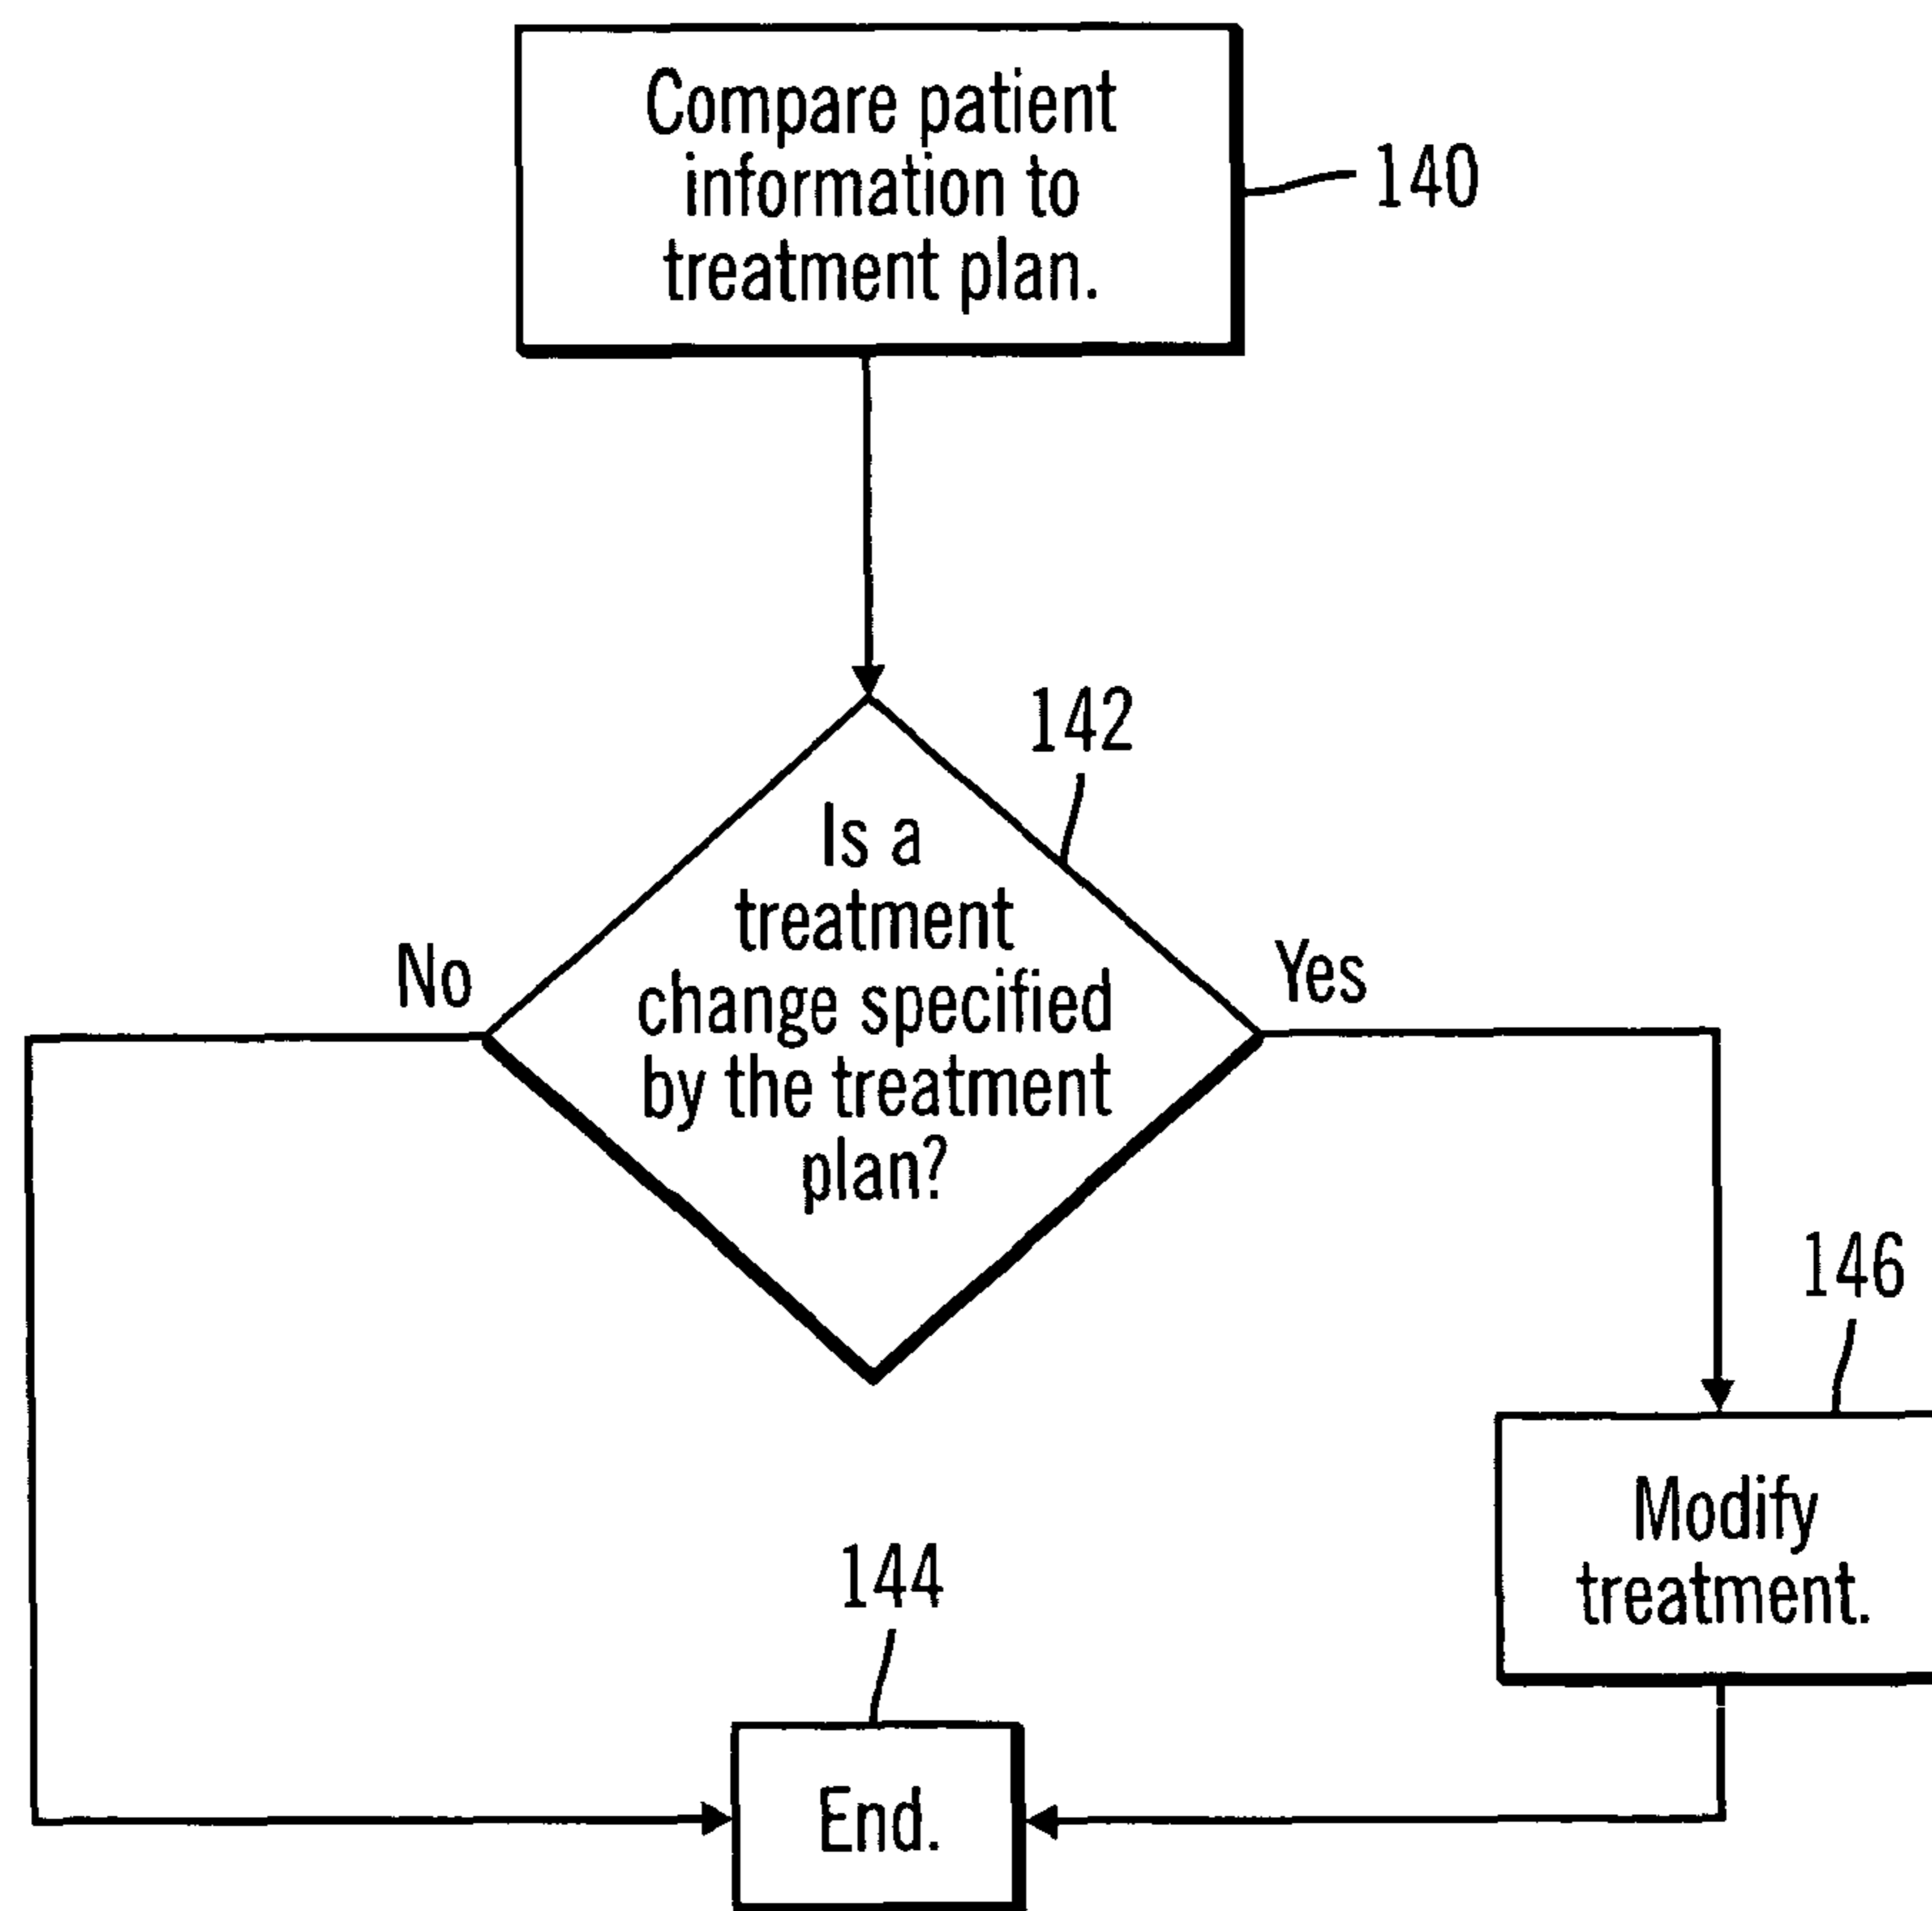 Compare patient
information to
treatment plan.
140
142
Is a
treatment
change specified
by the treatment
plan?
No
Yes
146
Modify
treatment.
144
End.